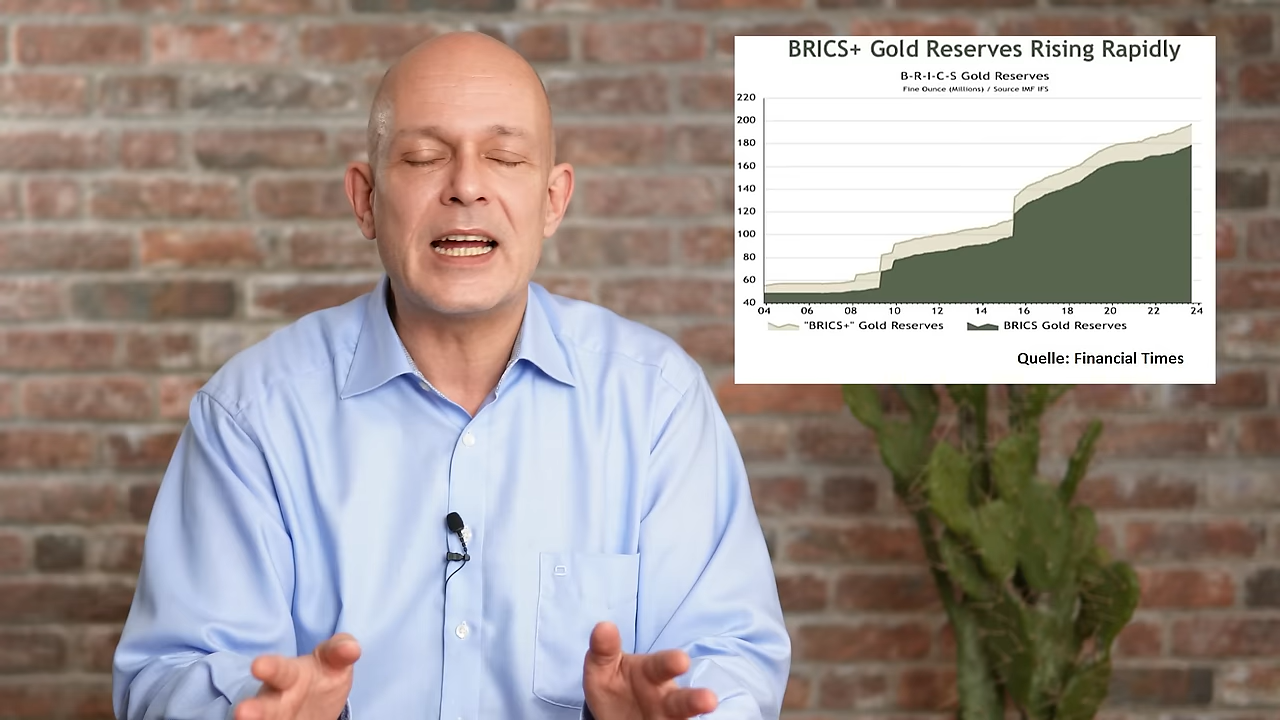 BRICS+ Gold Reserves Rising Rapidly
B-R-I-C-S Gold Reserves
Fine Ounce (Millions) / Source IMF IFS
220
200
180
160
140
120
100
80
60
40
04 06 08 10 12 14 16 18 20 22 24
"BRICS+" Gold Reserves BRICS Gold Reserves
Quelle: Financial Times